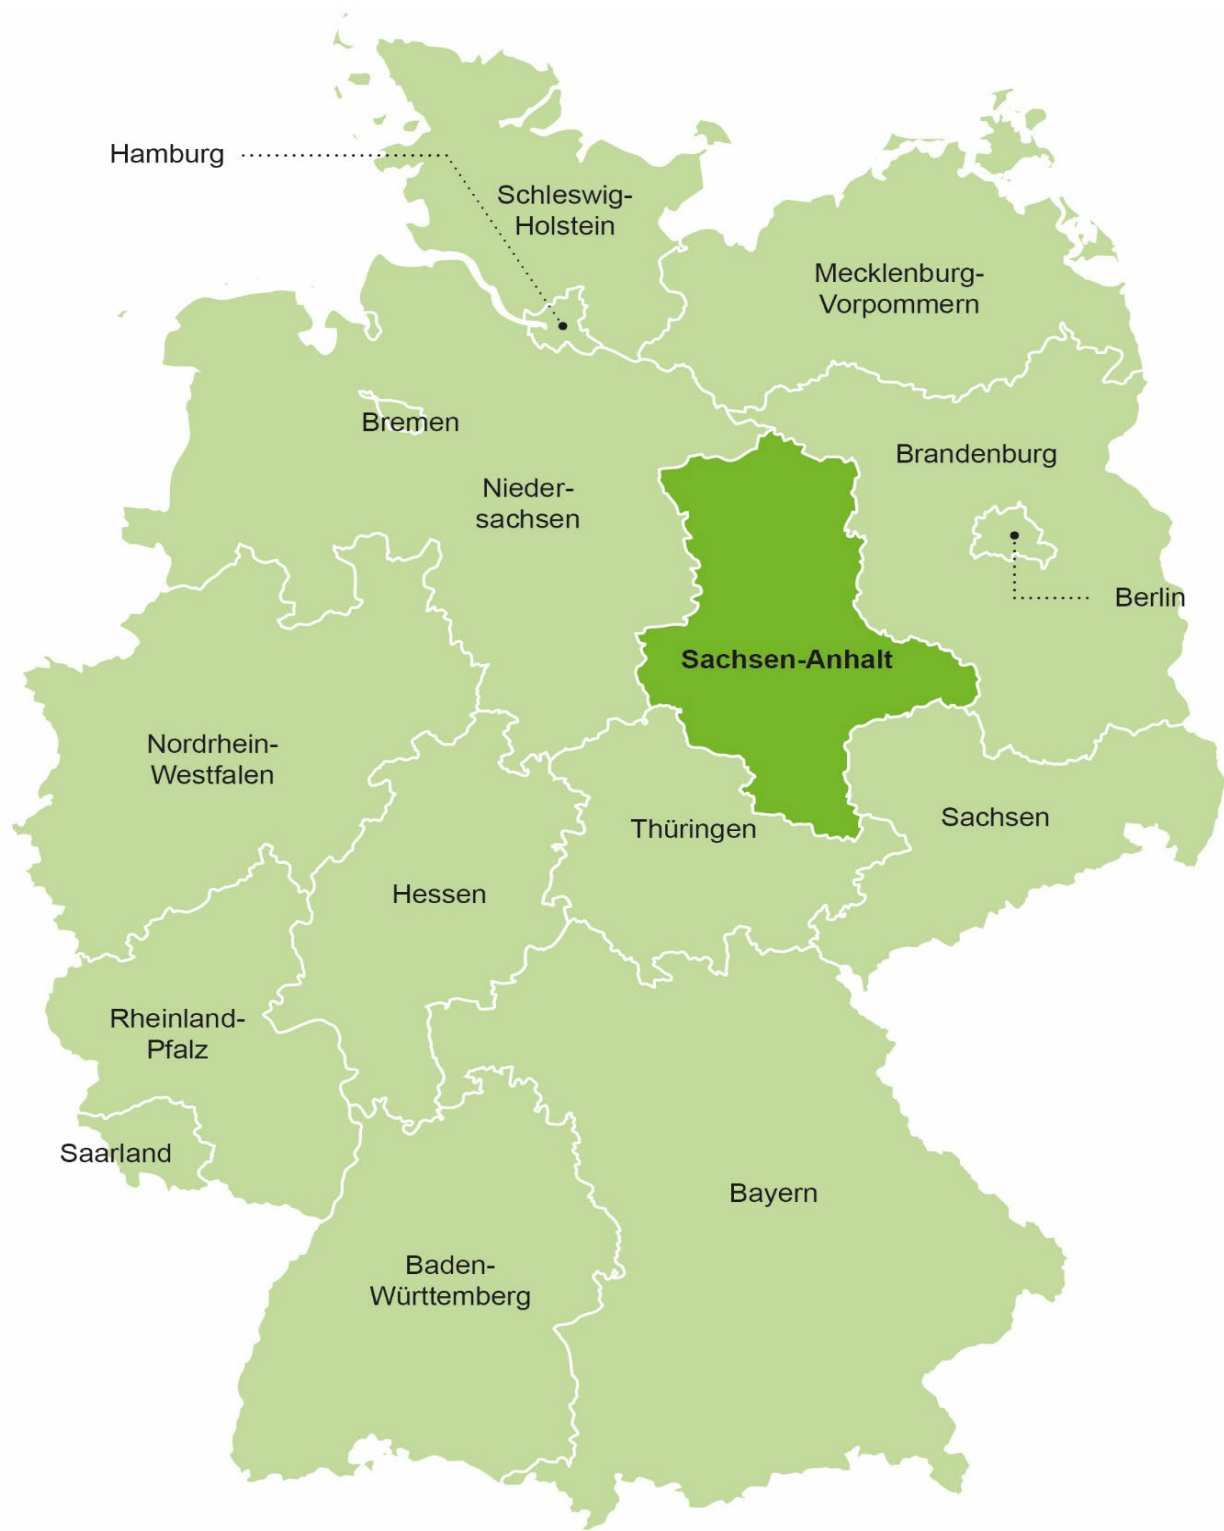 Hamburg
Schleswig-
Holstein
Mecklenburg-
Vorpommern
Bremen
Brandenburg
Nieder-
sachsen
Berlin
Sachsen-Anhalt
Nordrhein-
Westfalen
Sachsen
Thüringen
Hessen
Rheinland-
Pfalz
Saarland
Bayern
Baden-
Württemberg